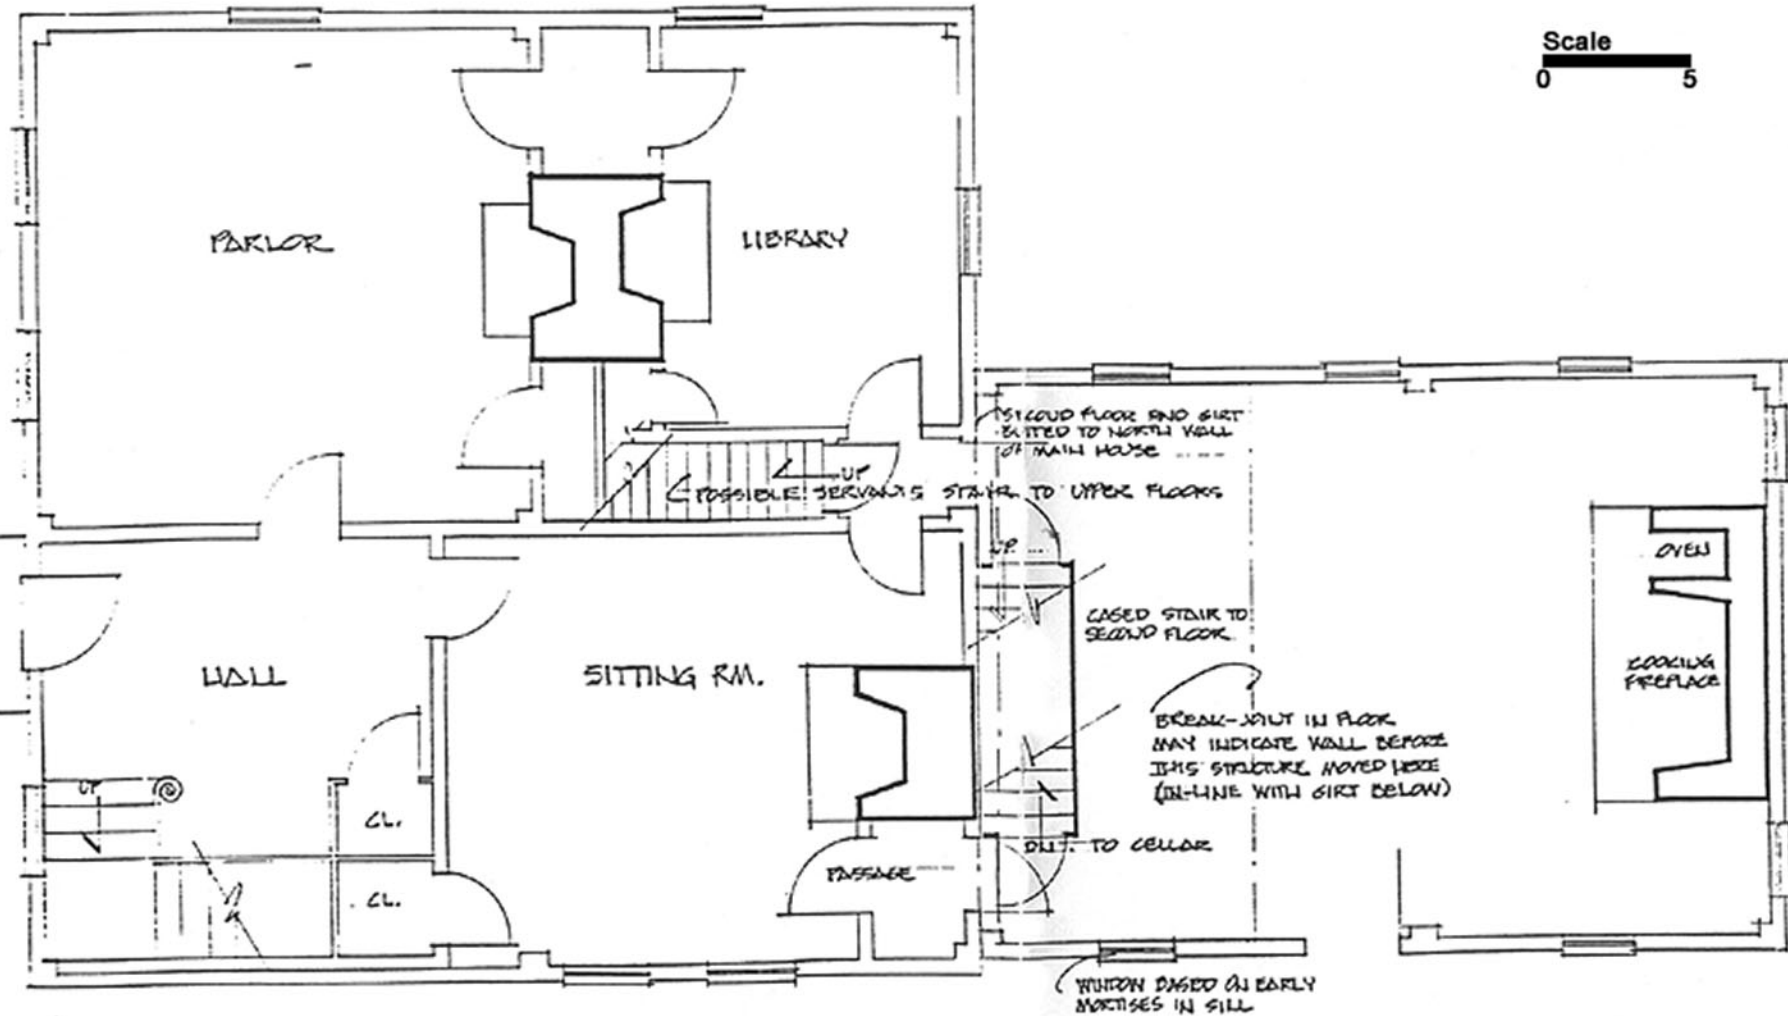 Scale
0 5
PARLOR
LIBRARY
SECOND FLOOR AND GIRT
BUTTED TO NORTH WALL
OF MAIN HOUSE
UP
POSSIBLE SERVANTS STAIR TO UPPER FLOORS
UP
OVEN
CASED STAIR TO
SECOND FLOOR
HALL
SITTING RM.
COOKING
FIREPLACE
BREAK-JOINT IN FLOOR
MAY INDICATE WALL BEFORE
THIS STRUCTURE MOVED HERE
(IN-LINE WITH GIRT BELOW)
UP
CL.
TO CELLAR
PASSAGE
CL.
WINDOW BASED ON EARLY
MORTISES IN SILL